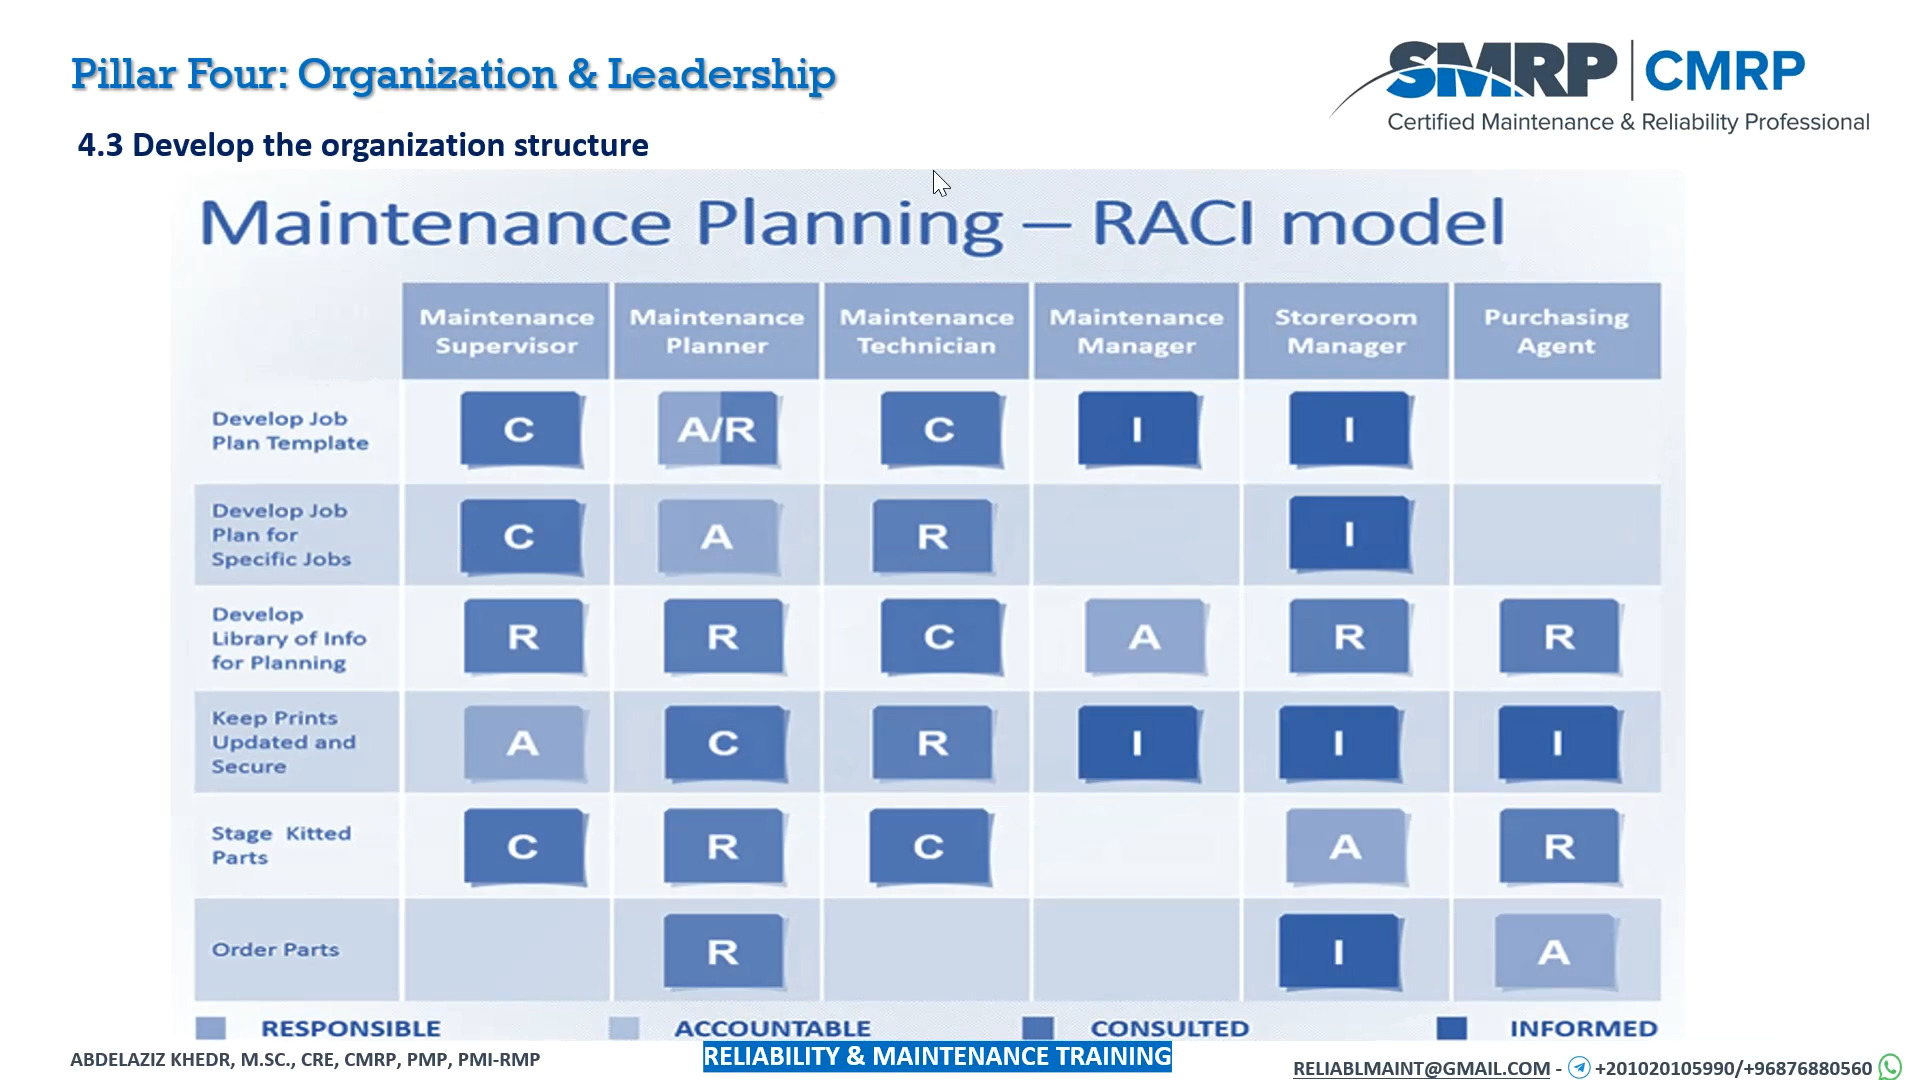 Pillar Four: Organization & Leadership
SMRP | CMRP
Certified Maintenance & Reliability Professional
4.3 Develop the organization structure
Maintenance Planning – RACI model
Maintenance Supervisor
Maintenance Planner
Maintenance Technician
Maintenance Manager
Storeroom Manager
Purchasing Agent
Develop Job
Plan Template
C
A/R
C
I
I
Develop Job
Plan for
Specific Jobs
C
A
R
I
Develop
Library of Info
for Planning
R
R
C
A
R
R
Keep Prints
Updated and
Secure
A
C
R
I
I
I
Stage Kitted
Parts
C
R
C
A
R
Order Parts
R
I
A
RESPONSIBLE
ACCOUNTABLE
CONSULTED
INFORMED
ABDELAZIZ KHEDR, M.SC., CRE, CMRP, PMP, PMI-RMP
RELIABILITY & MAINTENANCE TRAINING
RELIABLMAINT@GMAIL.COM - +201020105990/+96876880560